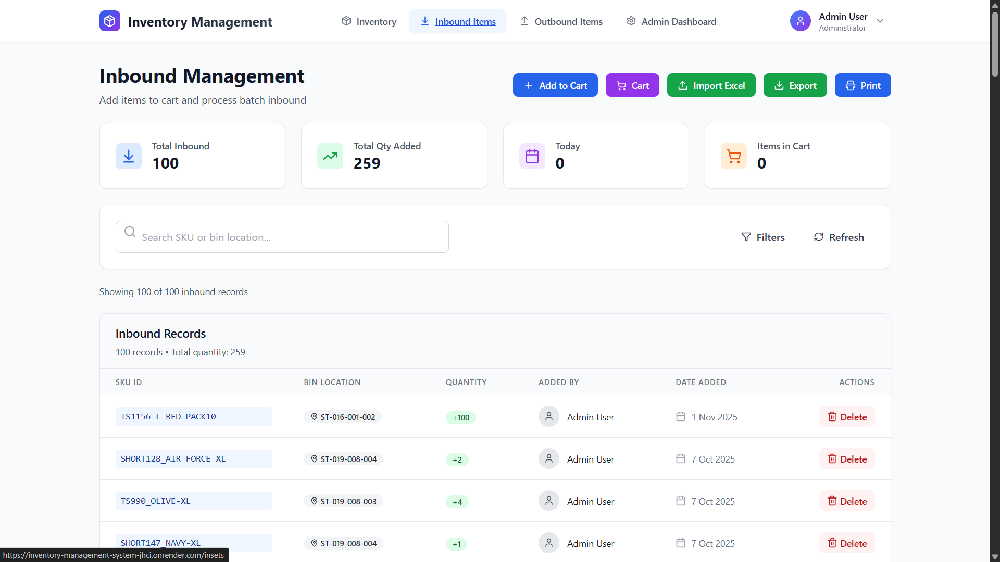 Inventory Management
Inventory
Inbound Items
Outbound Items
Admin Dashboard
Admin User
Administrator
Inbound Management
Add items to cart and process batch inbound
Add to Cart
Cart
Import Excel
Export
Print
Total Inbound
100
Total Qty Added
259
Today
0
Items in Cart
0
Search SKU or bin location...
Filters
Refresh
Showing 100 of 100 inbound records
Inbound Records
100 records • Total quantity: 259
SKU ID BIN LOCATION QUANTITY ADDED BY DATE ADDED ACTIONS
TS1156-L-RED-PACK10 ST-016-001-002 +100 Admin User 1 Nov 2025 Delete
SHORT128_AIR FORCE-XL ST-019-008-004 +2 Admin User 7 Oct 2025 Delete
TS990_OLIVE-XL ST-019-008-003 +4 Admin User 7 Oct 2025 Delete
SHORT147_NAVY-XL ST-019-008-004 +1 Admin User 7 Oct 2025 Delete
https://inventory-management-system-jhci.onrender.com/insets